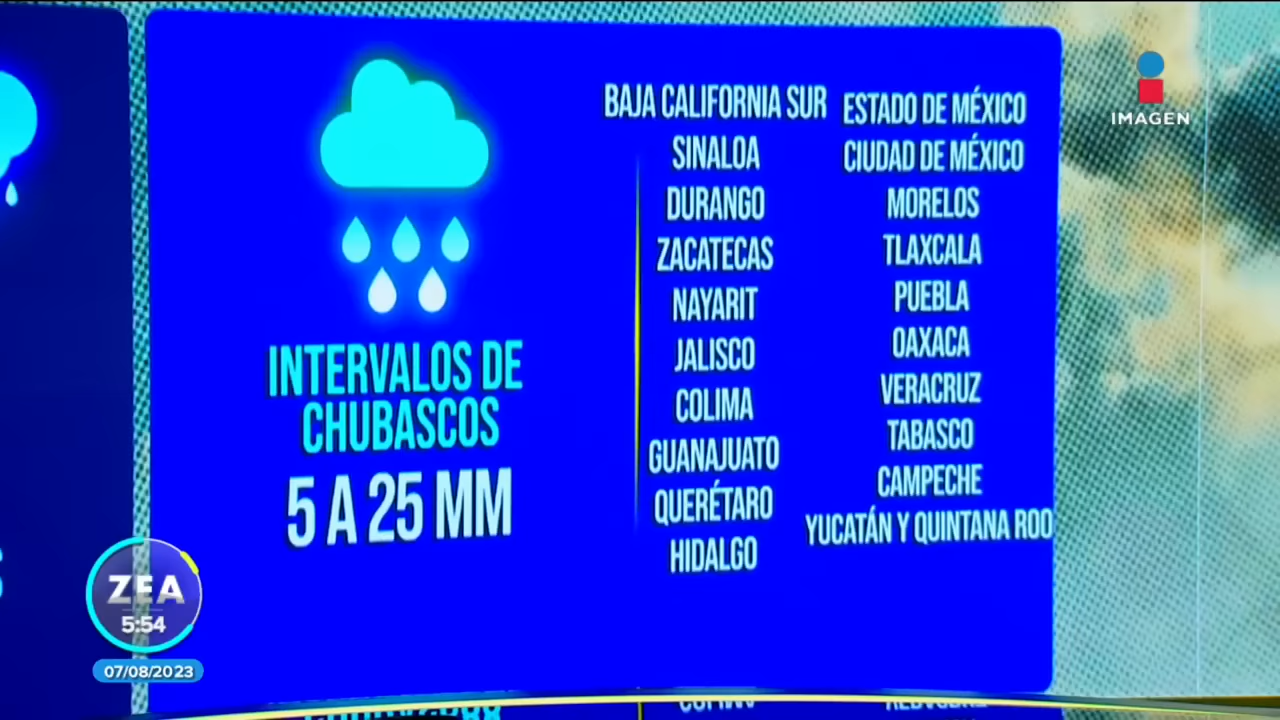 IMAGEN
INTERVALOS DE
CHUBASCOS
5 A 25 MM
BAJA CALIFORNIA SUR
SINALOA
DURANGO
ZACATECAS
NAYARIT
JALISCO
COLIMA
GUANAJUATO
QUERÉTARO
HIDALGO
ESTADO DE MÉXICO
CIUDAD DE MÉXICO
MORELOS
TLAXCALA
PUEBLA
OAXACA
VERACRUZ
TABASCO
CAMPECHE
YUCATÁN Y QUINTANA ROO
ZEA
5:54
07/08/2023